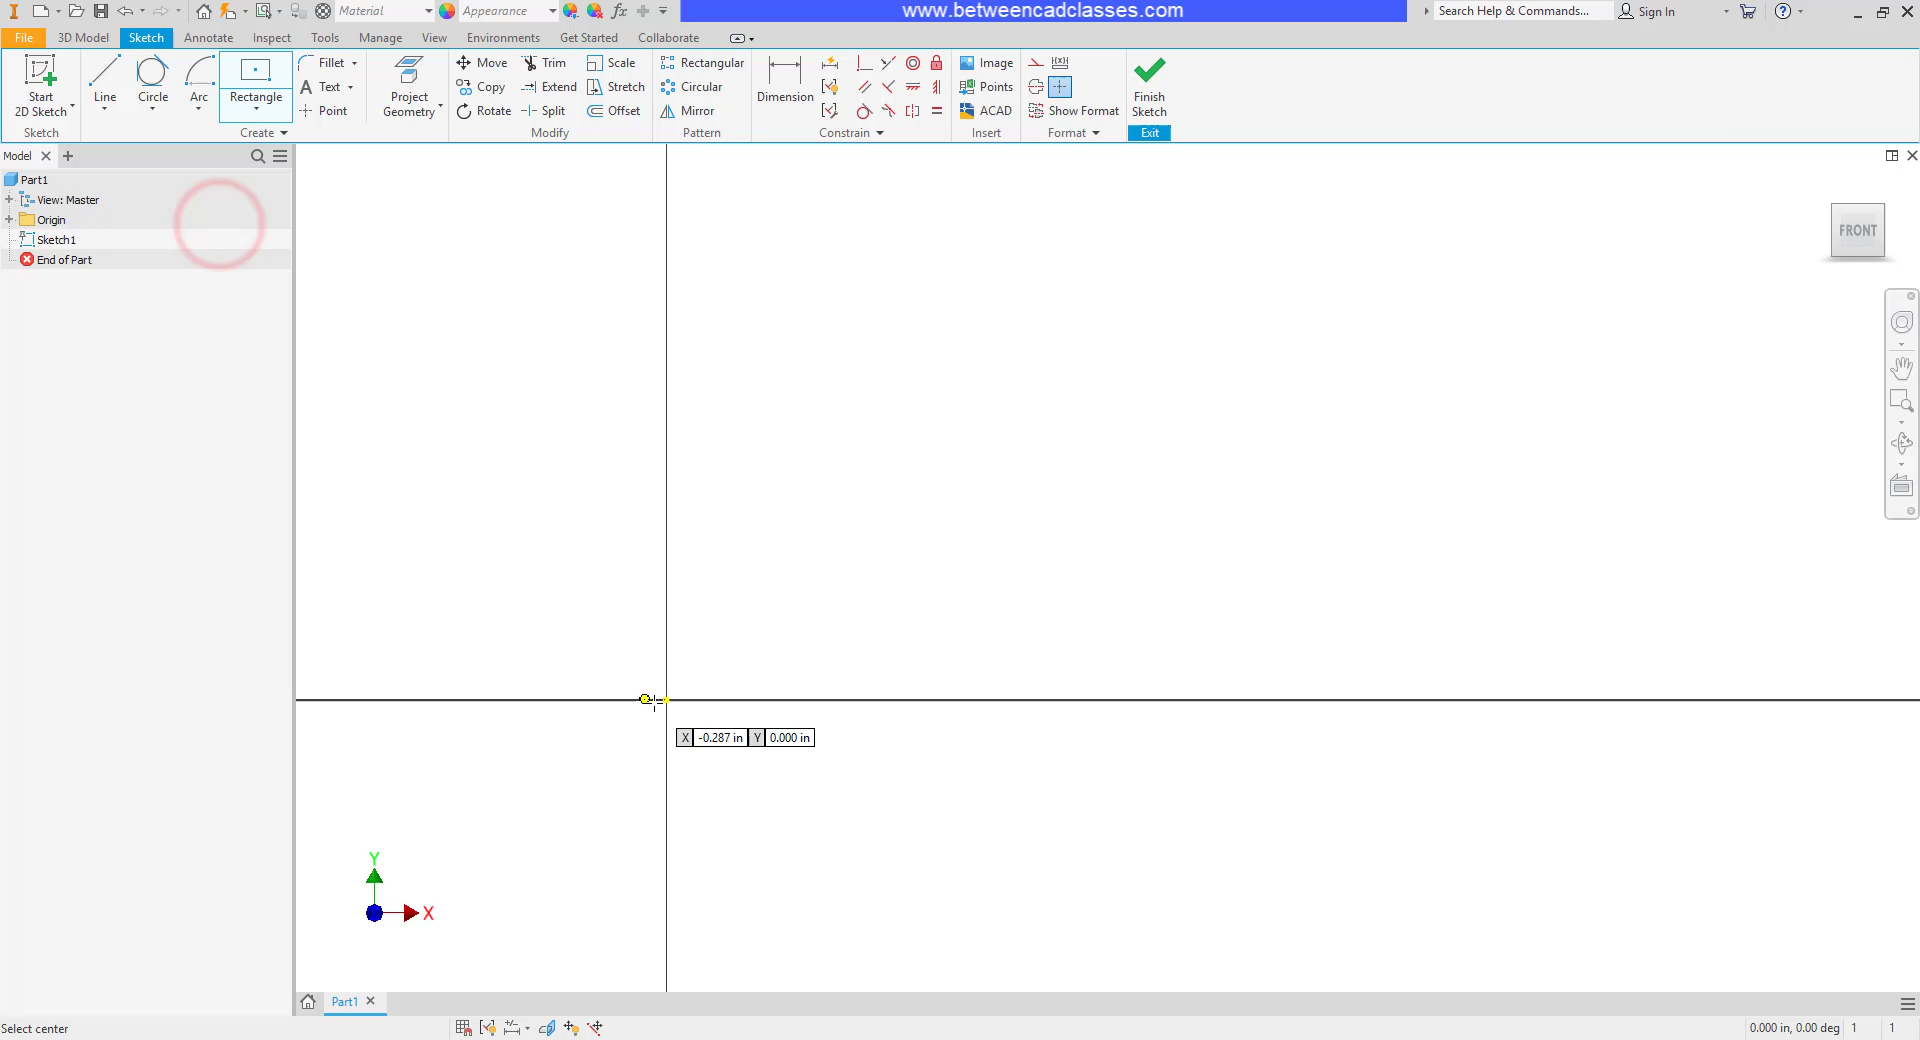 Material
Appearance
fx
www.betweencadclasses.com
Search Help & Commands...
Sign In
File
3D Model
Sketch
Annotate
Inspect
Tools
Manage
View
Environments
Get Started
Collaborate
Start
2D Sketch
Line
Circle
Arc
Rectangle
Fillet
Text
Point
Project
Geometry
Move
Copy
Rotate
Trim
Extend
Split
Scale
Stretch
Offset
Rectangular
Circular
Mirror
Dimension
Image
Points
ACAD
Show Format
Finish
Sketch
Sketch
Create
Modify
Pattern
Constrain
Insert
Format
Exit
Model
Part1
View: Master
Origin
Sketch1
End of Part
FRONT
X -0.287 in Y 0.000 in
Y
X
Part1
Select center
0.000 in, 0.00 deg 1 1